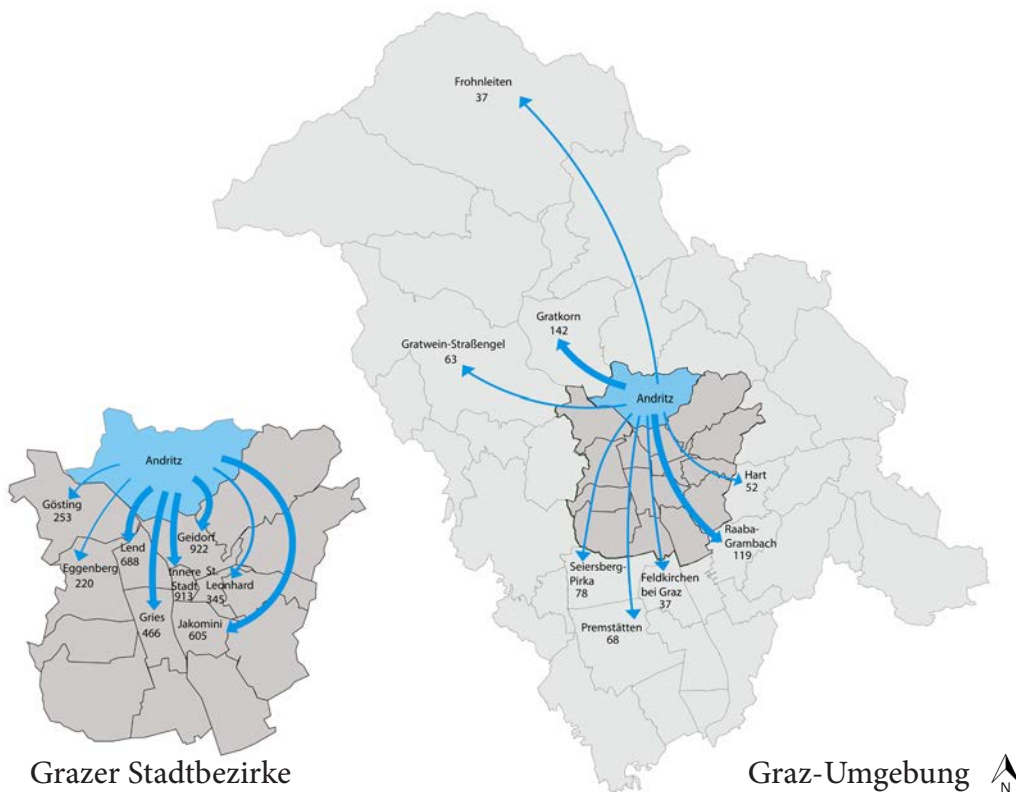 Frohnleiten
37
Gratkorn
142
Gratwein-Straßengel
63
Andritz
Hart
52
Raaba-
Grambach
119
Seiersberg-
Pirka
78
Feldkirchen
bei Graz
37
Premstätten
68
Andritz
Gösting
253
Geidorf
922
Lend
688
Eggenberg
220
Innere
Stadt
913
St.
Leonhard
345
Gries
466
Jakomini
605
Grazer Stadtbezirke
Graz-Umgebung
N